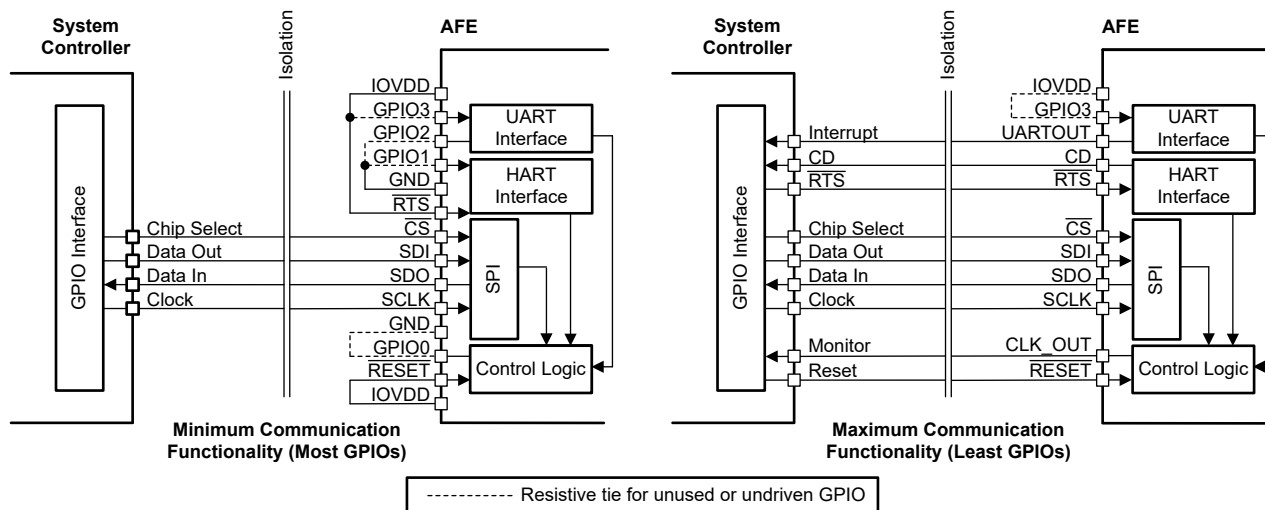 System
Controller
Isolation
AFE
GPIO Interface
IOVDD
GPIO3
GPIO2
GPIO1
GND
RTS
UART
Interface
HART
Interface
Chip Select
CS
Data Out
SDI
Data In
SDO
Clock
SCLK
SPI
GND
GPIO0
RESET
IOVDD
Control Logic
Minimum Communication
Functionality (Most GPIOs)
System
Controller
Isolation
AFE
GPIO Interface
IOVDD
GPIO3
Interrupt
UARTOUT
CD
CD
RTS
RTS
UART
Interface
HART
Interface
Chip Select
CS
Data Out
SDI
Data In
SDO
Clock
SCLK
SPI
Monitor
CLK_OUT
Reset
RESET
Control Logic
Maximum Communication
Functionality (Least GPIOs)
Resistive tie for unused or undriven GPIO